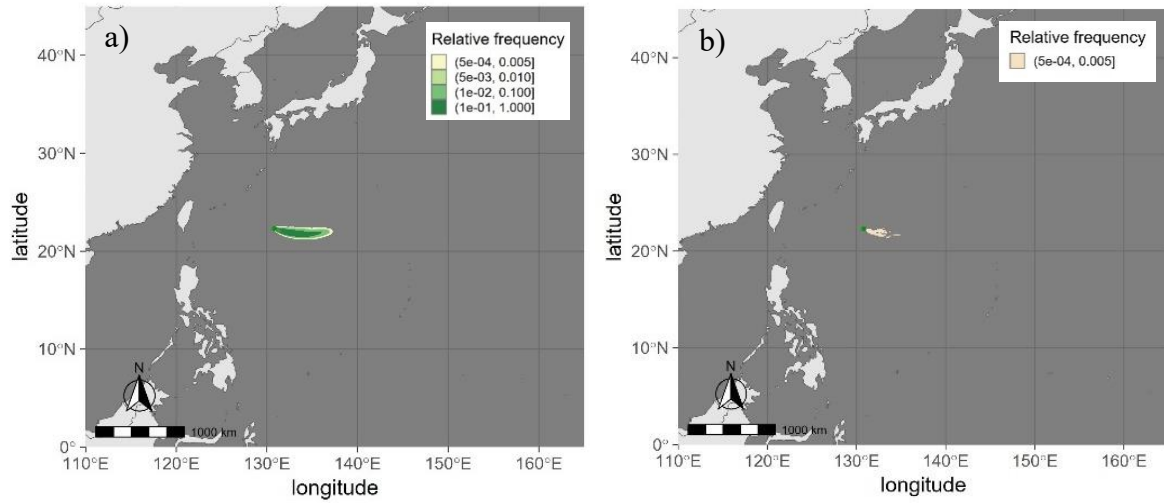 a)
Relative frequency
(5e-04, 0.005]
(5e-03, 0.010]
(1e-02, 0.100]
(1e-01, 1.000]
40°N
30°N
20°N
10°N
0°
latitude
N
1000 km
110°E 120°E 130°E 140°E 150°E 160°E
longitude
b)
Relative frequency
(5e-04, 0.005]
40°N
30°N
20°N
10°N
0°
latitude
N
1000 km
110°E 120°E 130°E 140°E 150°E 160°E
longitude